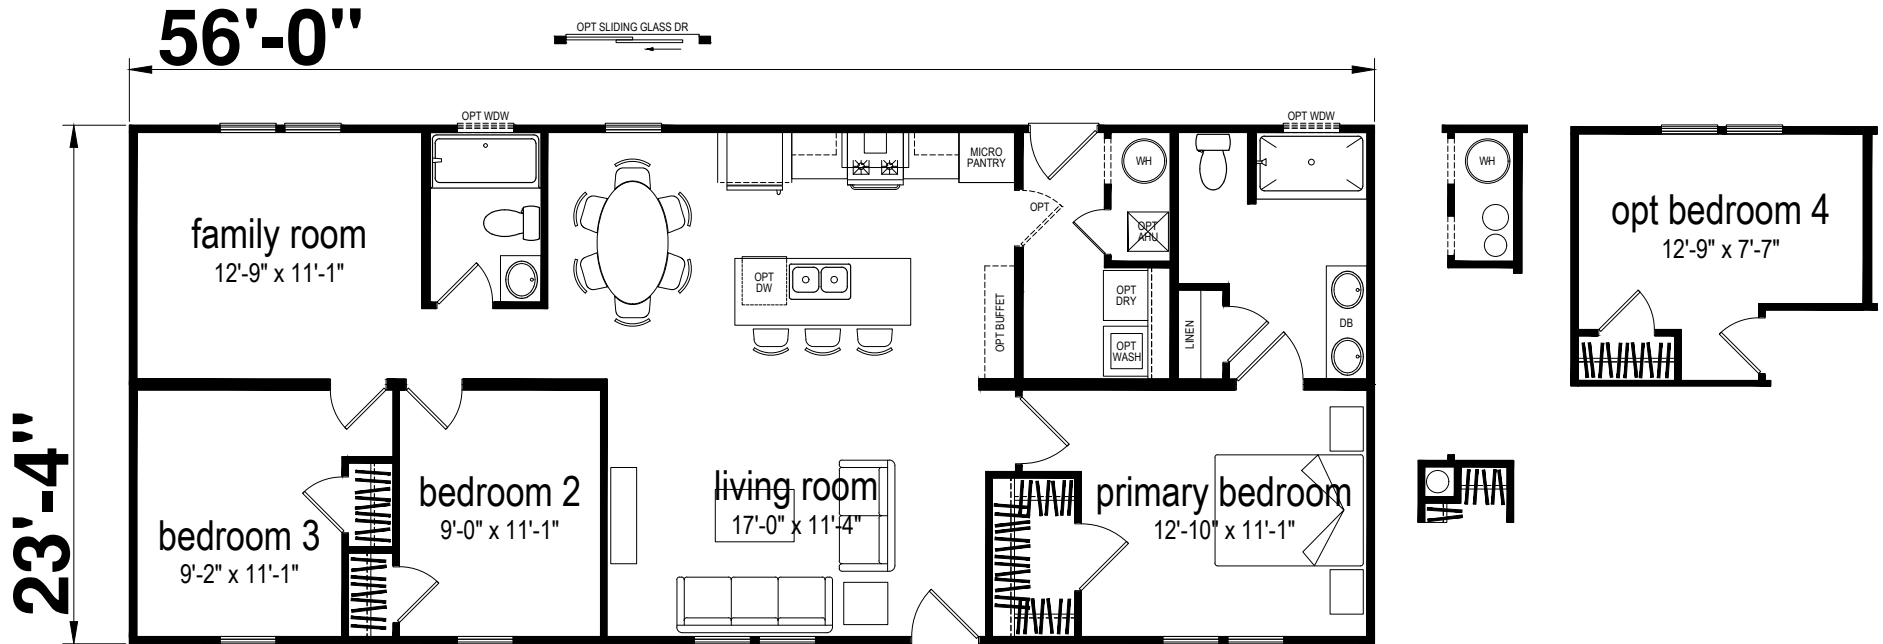 56'-0"
OPT SLIDING GLASS DR
23'-4"
OPT WDW
OPT WDW
MICRO
PANTRY
WH
WH
family room
12'-9" x 11'-1"
OPT
OPT
AHU
opt bedroom 4
12'-9" x 7'-7"
OPT
DW
OPT BUFFET
OPT
DRY
OPT
WASH
LINEN
DB
bedroom 3
9'-2" x 11'-1"
bedroom 2
9'-0" x 11'-1"
living room
17'-0" x 11'-4"
primary bedroom
12'-10" x 11'-1"